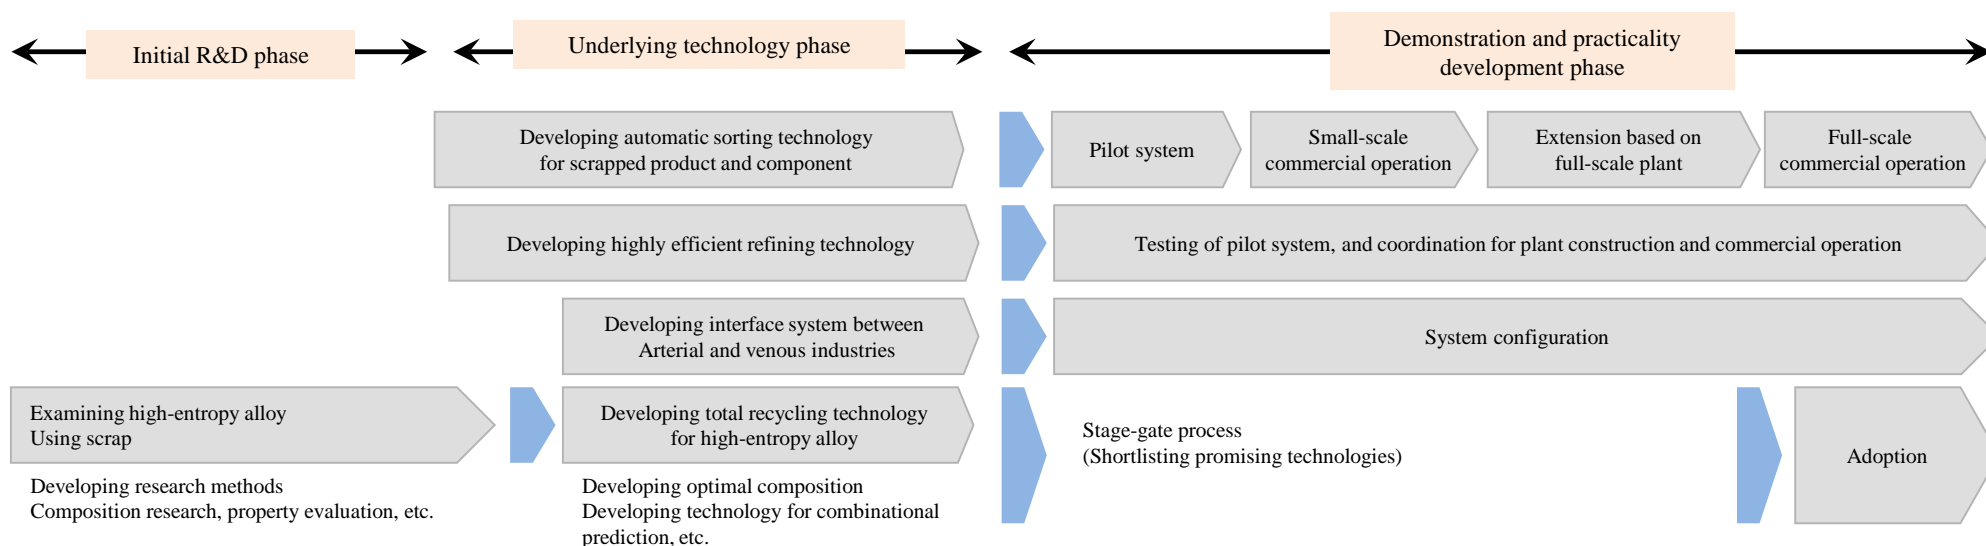 Initial R&D phase
Underlying technology phase
Demonstration and practicality
development phase
Developing automatic sorting technology
for scrapped product and component
Pilot system
Small-scale
commercial operation
Extension based on
full-scale plant
Full-scale
commercial operation
Developing highly efficient refining technology
Testing of pilot system, and coordination for plant construction and commercial operation
Developing interface system between
Arterial and venous industries
System configuration
Examining high-entropy alloy
Using scrap
Developing research methods
Composition research, property evaluation, etc.
Developing total recycling technology
for high-entropy alloy
Developing optimal composition
Developing technology for combinational
prediction, etc.
Stage-gate process
(Shortlisting promising technologies)
Adoption